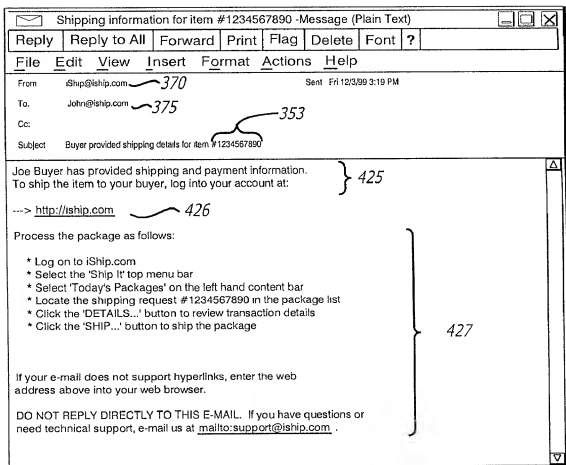 Shipping information for item #1234567890 -Message (Plain Text)
Reply Reply to All Forward Print Flag Delete Font ?
File Edit View Insert Format Actions Help
From iShip@iship.com 370 Sent Fri 12/3/99 3:19 PM
To. John@iship.com 375
353
Cc:
Subject Buyer provided shipping details for item #1234567890
Joe Buyer has provided shipping and payment information.
To ship the item to your buyer, log into your account at:
425
---> http://iship.com 426
Process the package as follows:
* Log on to iShip.com
* Select the 'Ship It' top menu bar
* Select 'Today's Packages' on the left hand content bar
* Locate the shipping request #1234567890 in the package list
* Click the 'DETAILS...' button to review transaction details
* Click the 'SHIP...' button to ship the package
427
If your e-mail does not support hyperlinks, enter the web
address above into your web browser.
DO NOT REPLY DIRECTLY TO THIS E-MAIL. If you have questions or
need technical support, e-mail us at mailto:support@iship.com .